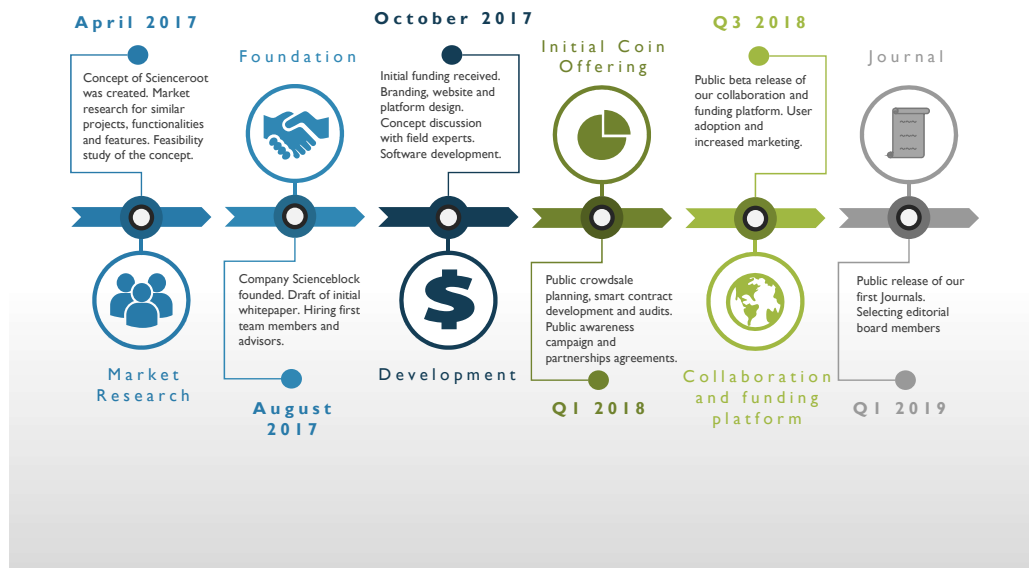 April 2017
Concept of Scienceroot
was created. Market
research for similar
projects, functionalities
and features. Feasibility
study of the concept.
Market
Research
Foundation
Company Scienceblock
founded. Draft of initial
whitepaper. Hiring first
team members and
advisors.
August
2017
October 2017
Initial funding received.
Branding, website and
platform design.
Concept discussion
with field experts.
Software development.
Development
Initial Coin
Offering
Public crowdsale
planning, smart contract
development and audits.
Public awareness
campaign and
partnerships agreements.
Q1 2018
Q3 2018
Public beta release of
our collaboration and
funding platform. User
adoption and
increased marketing.
Collaboration
and funding
platform
Journal
Public release of our
first Journals.
Selecting editorial
board members
Q1 2019